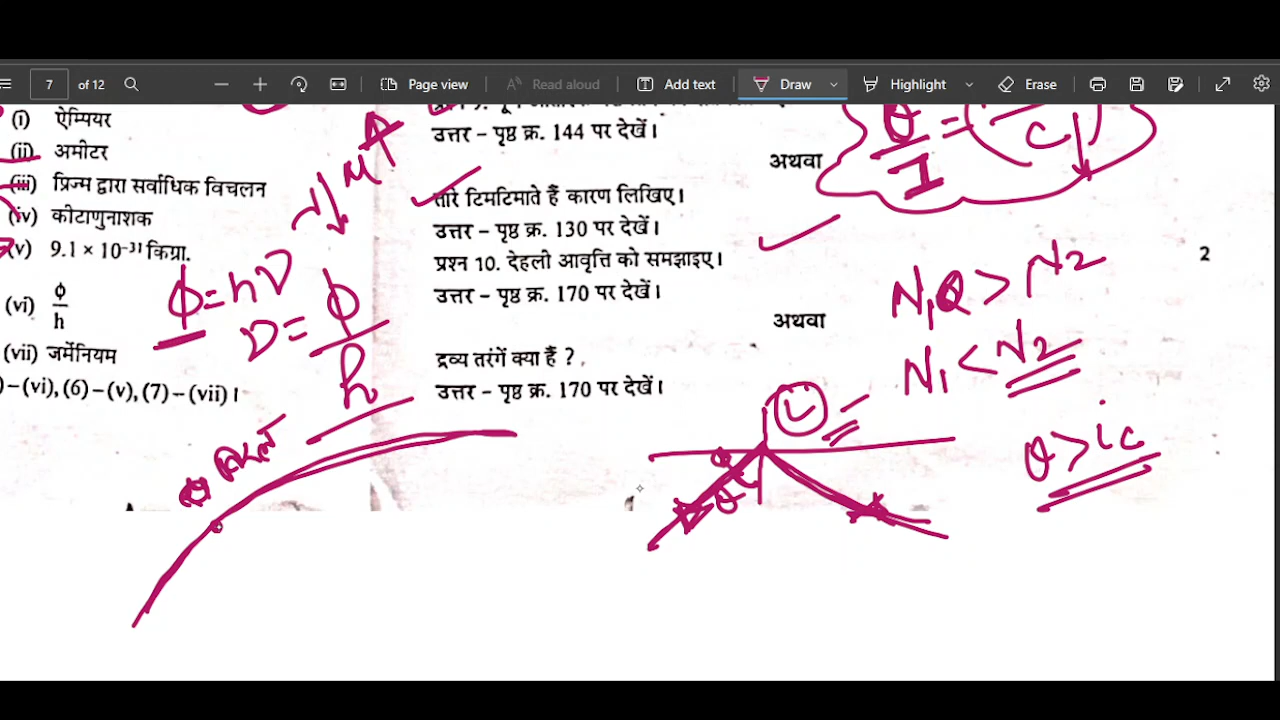 7 of 12 Page view Read aloud Add text Draw Highlight Erase
(i) ऐम्पियर
(ii) अमीटर
(iii) प्रिज्म द्वारा सर्वाधिक विचलन
(iv) कीटाणुनाशक
(v) 9.1 × 10⁻³¹ किग्रा.
(vi) ϕ/h
(vii) जर्मेनियम
)−(vi), (6)−(v), (7)−(vii)।
ϕ = hν
ν = ϕ/h
उत्तर – पृष्ठ क्र. 144 पर देखें।
अथवा
तारे टिमटिमाते हैं कारण लिखिए।
उत्तर – पृष्ठ क्र. 130 पर देखें।
प्रश्न 10. देहली आवृत्ति को समझाइए।
2
उत्तर – पृष्ठ क्र. 170 पर देखें।
अथवा
द्रव्य तरंगें क्या हैं ?
उत्तर – पृष्ठ क्र. 170 पर देखें।
θ/I =
C
N₁ > N₂
N₁ < N₂
θ > ic
θ